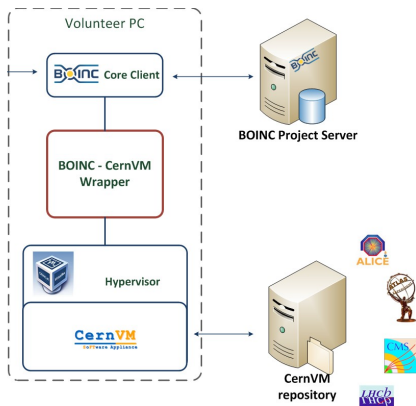 Volunteer PC
BOINC Core Client
BOINC
BOINC Project Server
BOINC - CernVM
Wrapper
Hypervisor
CernVM
Software Appliance
CernVM
repository
ALICE
ATLAS
CMS
LHCb